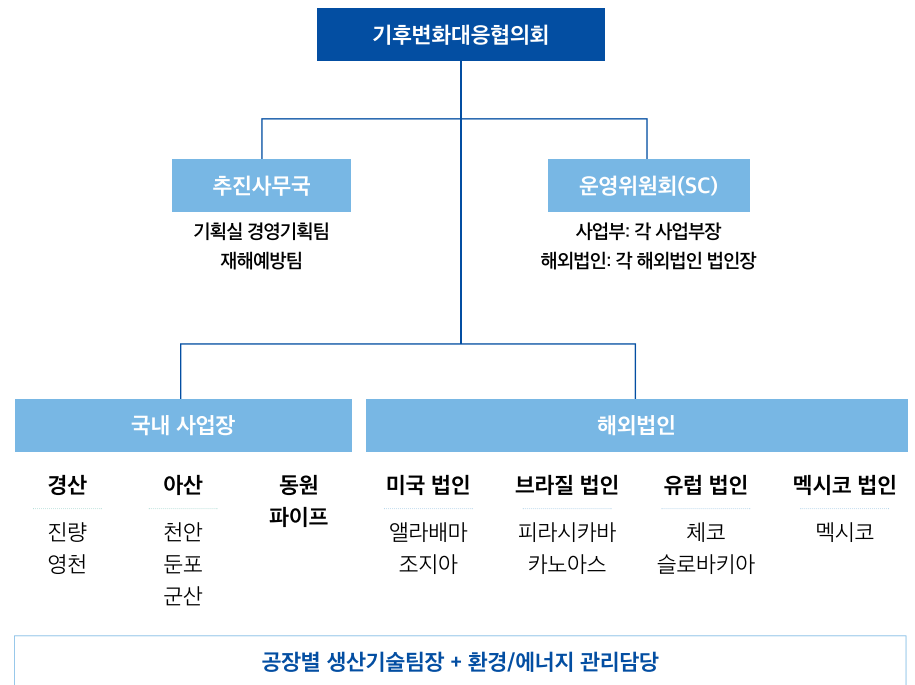 기후변화대응협의회
추진사무국
기획실 경영기획팀
재해예방팀
운영위원회(SC)
사업부: 각 사업부장
해외법인: 각 해외법인 법인장
국내 사업장
경산
진량
영천
아산
천안
둔포
군산
동원
파이프
해외법인
미국 법인
앨라배마
조지아
브라질 법인
피라시카바
카노아스
유럽 법인
체코
슬로바키아
멕시코 법인
멕시코
공장별 생산기술팀장 + 환경/에너지 관리담당